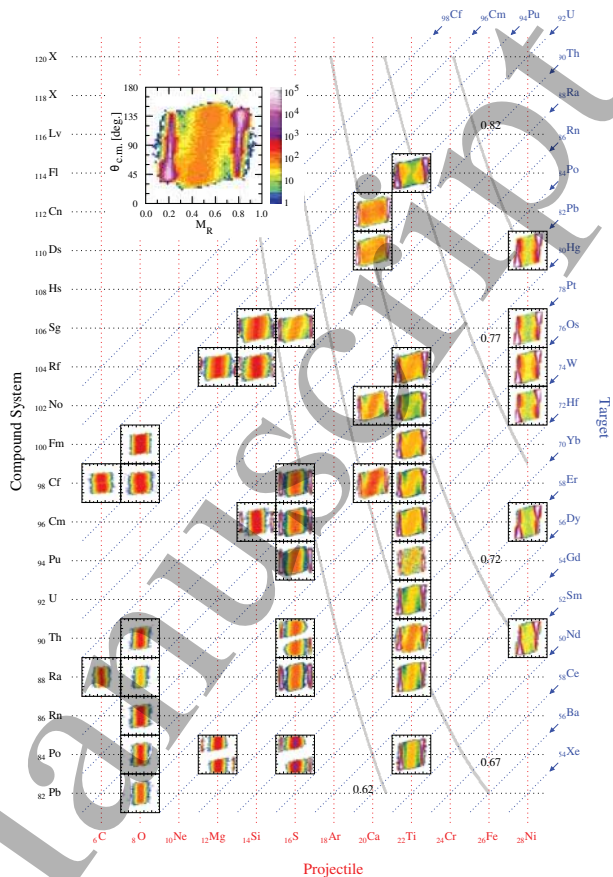 98Cf 96Cm 94Pu 92U
120 X
90Th
118 X
88Ra
116 Lv
86Rn
114 Fl
84Po
112 Cn
82Pb
110 Ds
80Hg
108 Hs
78Pt
106 Sg
76Os
104 Rf
74W
102 No
72Hf
100 Fm
70Yb
98 Cf
68Er
96 Cm
66Dy
94 Pu
64Gd
92 U
62Sm
90 Th
60Nd
88 Ra
58Ce
86 Rn
56Ba
84 Po
54Xe
82 Pb
Compound System
Target
180
135
90
45
0
θc.m. [deg.]
0.0 0.2 0.4 0.6 0.8 1.0
MR
10^5
10^4
10^3
10^2
10
1
0.82
0.77
0.72
0.67
0.62
6C 8O 10Ne 12Mg 14Si 16S 18Ar 20Ca 22Ti 24Cr 26Fe 28Ni
Projectile
anuscript